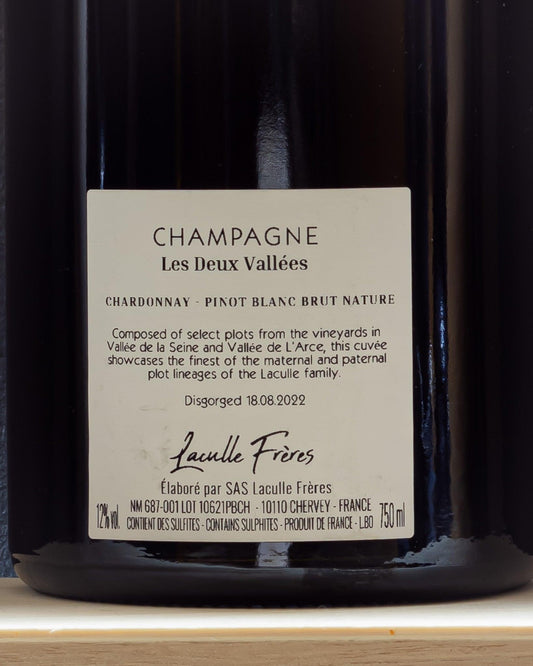 CHAMPAGNE
Les Deux Vallées
CHARDONNAY - PINOT BLANC BRUT NATURE
Composed of select plots from the vineyards in
Vallée de la Seine and Vallée de L'Arce, this cuvée
showcases the finest of the maternal and paternal
plot lineages of the Laculle family.
Disgorged 18.08.2022
Laculle Frères
Élaboré par SAS Laculle Frères
NM 687-001 LOT 10621PBCH - 10110 CHERVEY - FRANCE
12% vol.
CONTIENT DES SULFITES - CONTAINS SULPHITES - PRODUIT DE FRANCE - L.BO
750 ml